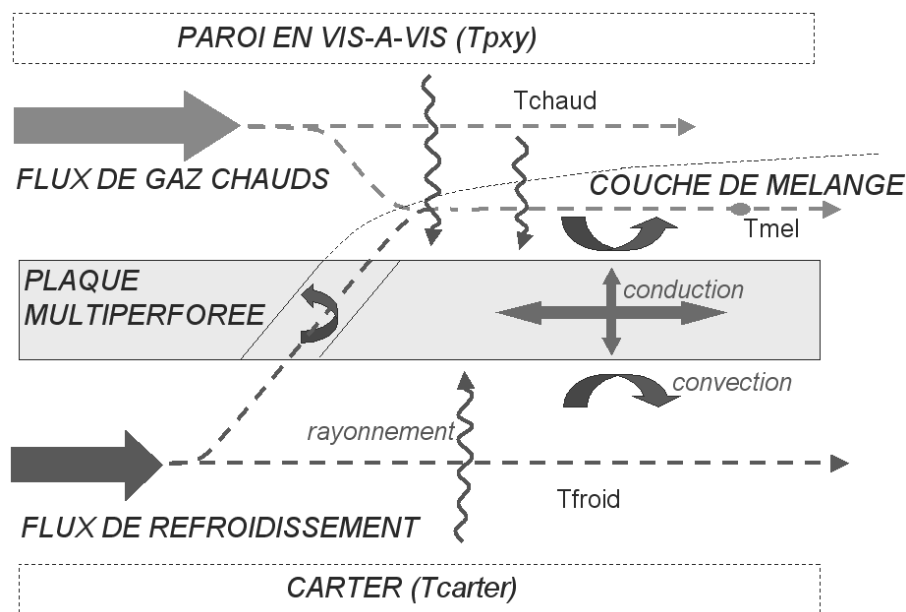 PAROI EN VIS-A-VIS (Tpxy)
Tchaud
FLUX DE GAZ CHAUDS
COUCHE DE MELANGE
Tmel
PLAQUE
MULTIPERFOREE
conduction
convection
rayonnement
Tfroid
FLUX DE REFROIDISSEMENT
CARTER (Tcarter)